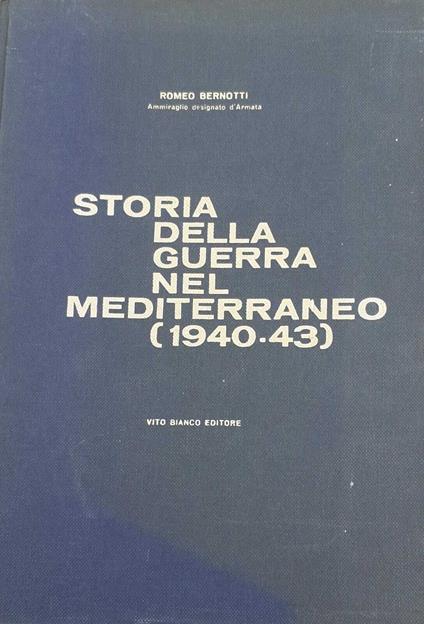 ROMEO BERNOTTI
Ammiraglio designato d'Armata
STORIA
DELLA
GUERRA
NEL
MEDITERRANEO
(1940·43)
VITO BIANCO EDITORE